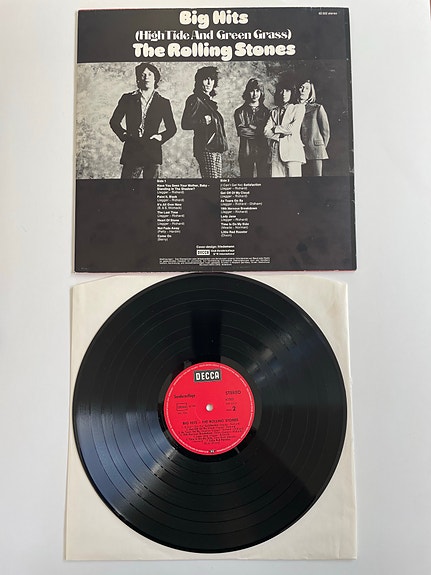 Big Hits
(High Tide And Green Grass)
The Rolling Stones
stereo
Side 1
Have You Seen Your Mother, Baby -
Standing In The Shadow?
(Jagger - Richard)
Paint It, Black
(Jagger - Richard)
It's All Over Now
(B. & S. Womack)
The Last Time
(Jagger - Richard)
Heart Of Stone
(Jagger - Richard)
Not Fade Away
(Petty - Hardin)
Come On
(Berry)
Side 2
(I Can't Get No) Satisfaction
(Jagger - Richard)
Get Off Of My Cloud
(Jagger - Richard)
As Tears Go By
(Jagger - Richard - Oldham)
19th Nervous Breakdown
(Jagger - Richard)
Lady Jane
(Jagger - Richard)
Time Is On My Side
(Meade - Norman)
Little Red Rooster
(Dixon)
DECCA
DECCA
Sonderauflage
STEREO
2
BIG HITS
THE ROLLING STONES